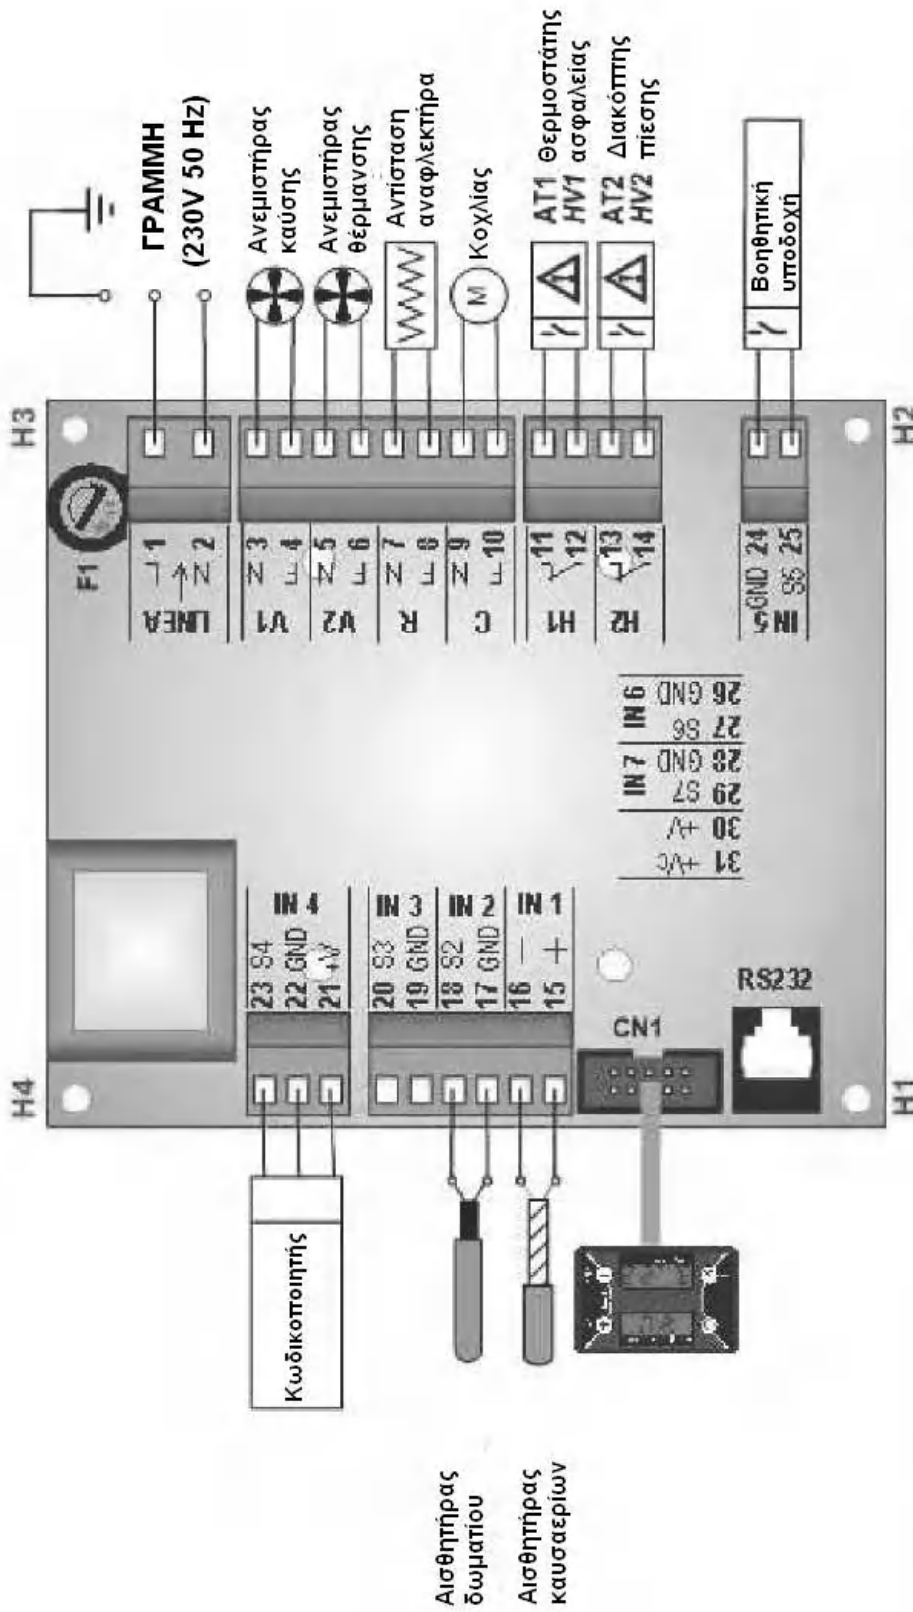 ΓΡΑΜΜΗ
(230V 50 Hz)
Ανεμιστήρας
καύσης
Ανεμιστήρας
θέρμανσης
Αντίσταση
αναφλεκτήρα
Κοχλίας
M
AT1 Θερμοστάτης
HV1 ασφαλείας
AT2 Διακόπτης
HV2 πίεσης
Βοηθητική
υποδοχή
H3
H2
F1
LINEA
L 1
N 2
V1
N 3
F 4
V2
N 5
F 6
R
N 7
F 8
C
N 9
F 10
H1
11
12
H2
13
14
IN5
GND 24
S5 25
IN 6
26 GND
27 S6
IN 7
28 GND
29 S7
30 +V
31 +Vc
IN 4
23 S4
22 GND
21 +V
IN 3
20 S3
19 GND
IN 2
18 S2
17 GND
IN 1
16 −
15 +
CN1
RS232
H4
H1
Κωδικοποιητής
Αισθητήρας
δωματίου
Αισθητήρας
καυσαερίων